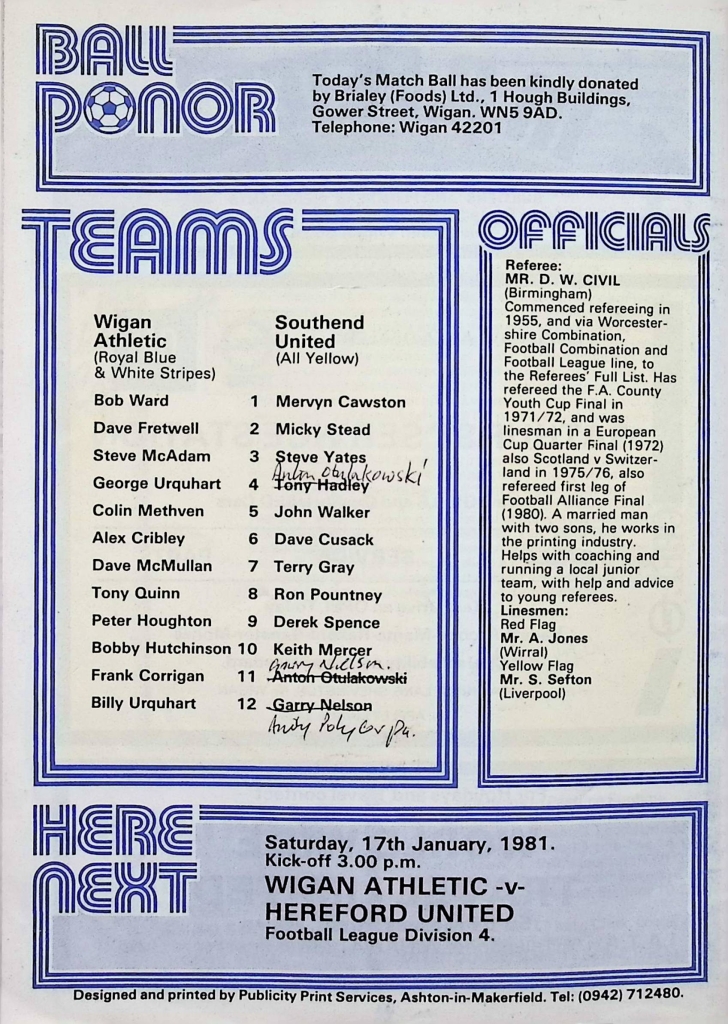 BALL DONOR
Today's Match Ball has been kindly donated
by Brialey (Foods) Ltd., 1 Hough Buildings,
Gower Street, Wigan. WN5 9AD.
Telephone: Wigan 42201
TEAMS
Wigan Athletic
(Royal Blue
& White Stripes)
Southend United
(All Yellow)
Bob Ward 1 Mervyn Cawston
Dave Fretwell 2 Micky Stead
Steve McAdam 3 Steve Yates
Anton Otulakowski
George Urquhart 4 Tony Hadley
Colin Methven 5 John Walker
Alex Cribley 6 Dave Cusack
Dave McMullan 7 Terry Gray
Tony Quinn 8 Ron Pountney
Peter Houghton 9 Derek Spence
Bobby Hutchinson 10 Keith Mercer
Garry Nelson
Frank Corrigan 11 Anton Otulakowski
Billy Urquhart 12 Garry Nelson
Andy Polycarpou.
OFFICIALS
Referee:
MR. D. W. CIVIL
(Birmingham)
Commenced refereeing in
1955, and via Worcester-
shire Combination,
Football Combination and
Football League line, to
the Referees' Full List. Has
refereed the F.A. County
Youth Cup Final in
1971/72, and was
linesman in a European
Cup Quarter Final (1972)
also Scotland v Switzer-
land in 1975/76, also
refereed first leg of
Football Alliance Final
(1980). A married man
with two sons, he works in
the printing industry.
Helps with coaching and
running a local junior
team, with help and advice
to young referees.
Linesmen:
Red Flag
Mr. A. Jones
(Wirral)
Yellow Flag
Mr. S. Sefton
(Liverpool)
HERE NEXT
Saturday, 17th January, 1981.
Kick-off 3.00 p.m.
WIGAN ATHLETIC -v-
HEREFORD UNITED
Football League Division 4.
Designed and printed by Publicity Print Services, Ashton-in-Makerfield. Tel: (0942) 712480.